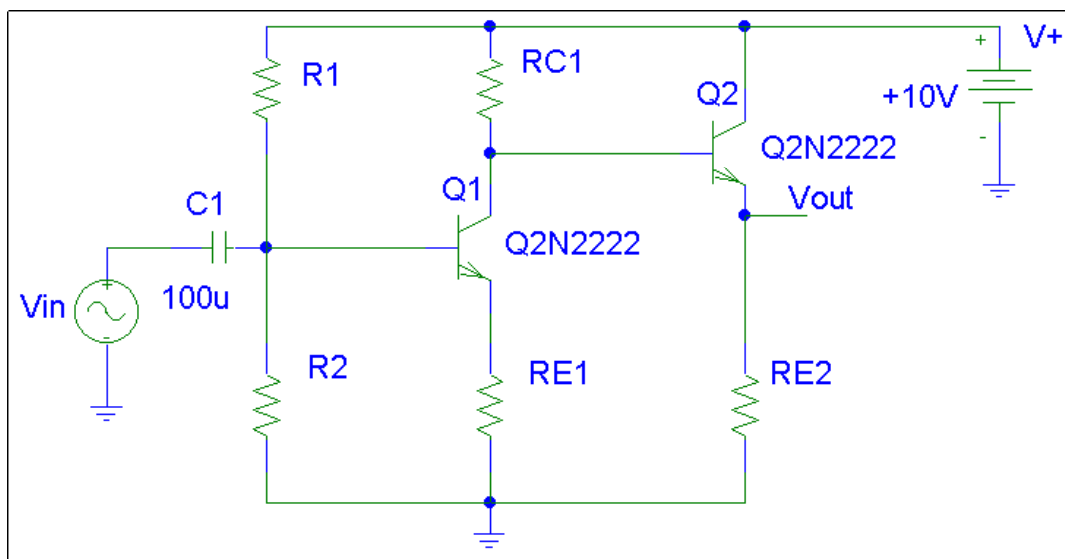 V+
R1
RC1
Q2
+
+10V
-
Q2N2222
C1
Q1
Vout
Q2N2222
Vin
+
-
100u
R2
RE1
RE2